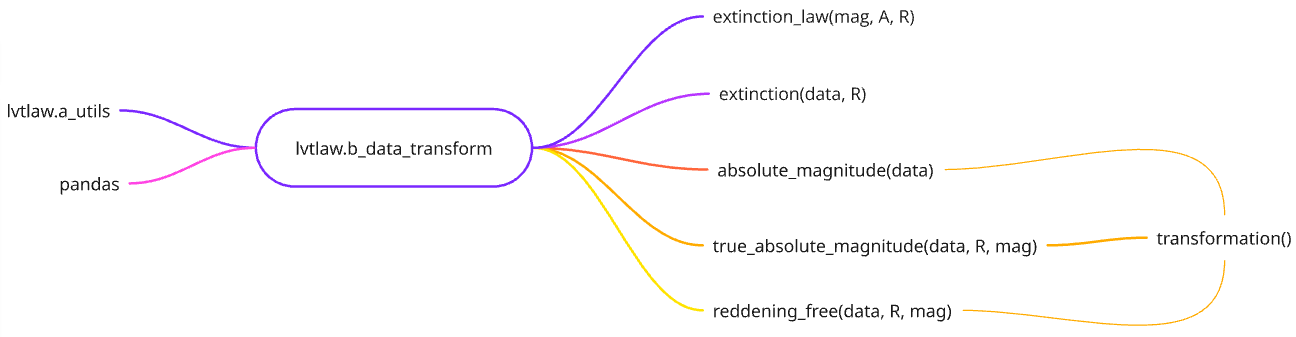 extinction_law(mag, A, R)
extinction(data, R)
lvtlaw.a_utils
lvtlaw.b_data_transform
absolute_magnitude(data)
pandas
true_absolute_magnitude(data, R, mag)
transformation()
reddening_free(data, R, mag)